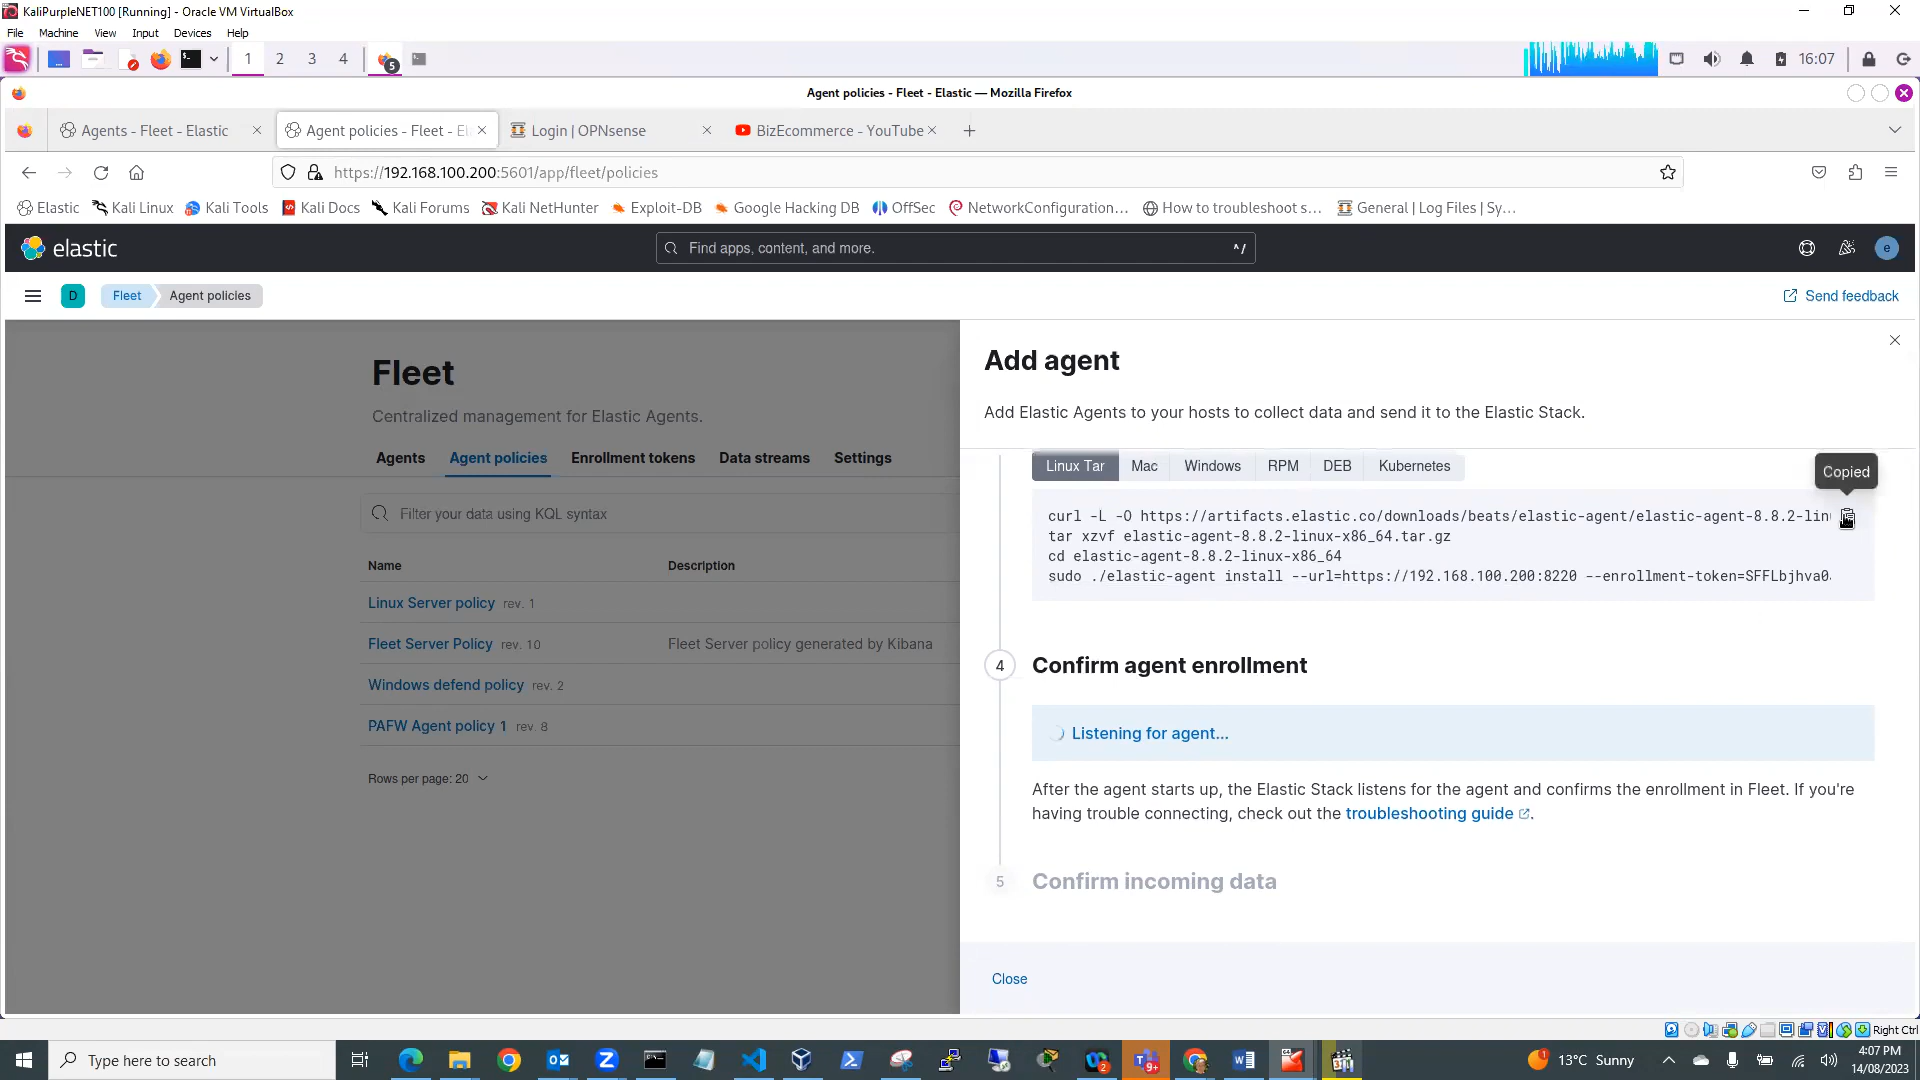 KaliPurpleNET100 [Running] - Oracle VM VirtualBox
File Machine View Input Devices Help
1 2 3 4 5 16:07
Agent policies - Fleet - Elastic — Mozilla Firefox
Agents - Fleet - Elastic
Agent policies - Fleet - El
Login | OPNsense
BizEcommerce - YouTube
https://192.168.100.200:5601/app/fleet/policies
Elastic Kali Linux Kali Tools Kali Docs Kali Forums Kali NetHunter Exploit-DB Google Hacking DB OffSec NetworkConfiguration... How to troubleshoot s... General | Log Files | Sy...
elastic
Find apps, content, and more. ^/
e
D Fleet Agent policies Send feedback
Fleet
Centralized management for Elastic Agents.
Agents Agent policies Enrollment tokens Data streams Settings
Filter your data using KQL syntax
Name Description
Linux Server policy rev. 1
Fleet Server Policy rev. 10 Fleet Server policy generated by Kibana
Windows defend policy rev. 2
PAFW Agent policy 1 rev. 8
Rows per page: 20
Add agent
Add Elastic Agents to your hosts to collect data and send it to the Elastic Stack.
Linux Tar Mac Windows RPM DEB Kubernetes
Copied
curl -L -O https://artifacts.elastic.co/downloads/beats/elastic-agent/elastic-agent-8.8.2-lin
tar xzvf elastic-agent-8.8.2-linux-x86_64.tar.gz
cd elastic-agent-8.8.2-linux-x86_64
sudo ./elastic-agent install --url=https://192.168.100.200:8220 --enrollment-token=SFFLbjhva0
4 Confirm agent enrollment
Listening for agent...
After the agent starts up, the Elastic Stack listens for the agent and confirms the enrollment in Fleet. If you're
having trouble connecting, check out the troubleshooting guide.
5 Confirm incoming data
Close
Right Ctrl
Type here to search
2
9+
1
13°C Sunny
4:07 PM
14/08/2023